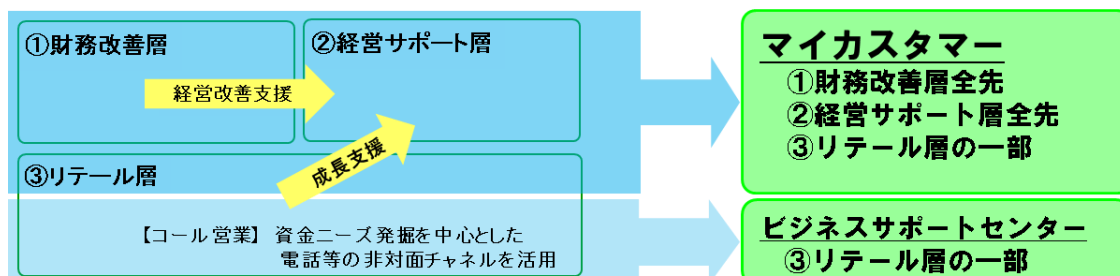 ①財務改善層
②経営サポート層
経営改善支援
成長支援
③リテール層
【コール営業】 資金ニーズ発掘を中心とした
電話等の非対面チャネルを活用
マイカスタマー
①財務改善層全先
②経営サポート層全先
③リテール層の一部
ビジネスサポートセンター
③リテール層の一部